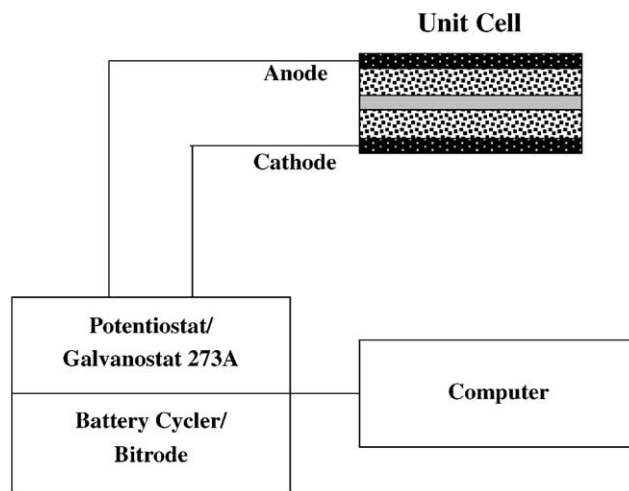 Unit Cell
Anode
Cathode
Potentiostat/
Galvanostat 273A
Battery Cycler/
Bitrode
Computer